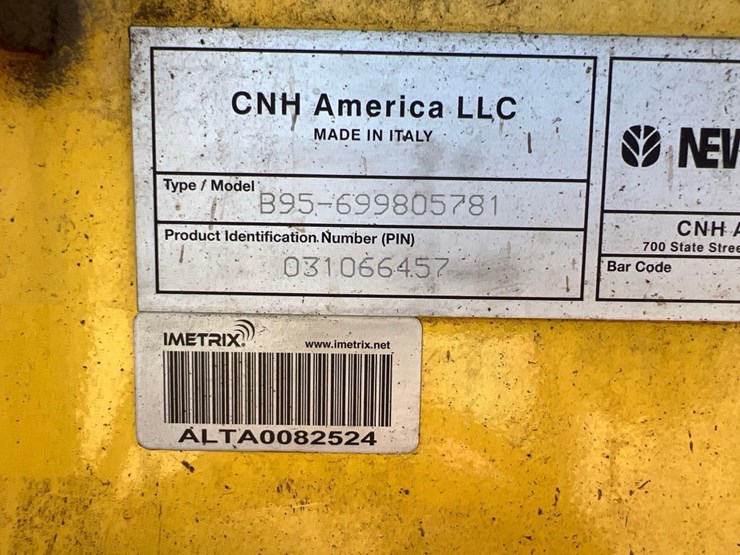 CNH America LLC
MADE IN ITALY
Type / Model
B95-699805781
Product Identification Number (PIN)
031066457
NEW
CNH A
700 State Stree
Bar Code
IMETRIX
www.imetrix.net
ALTA0082524